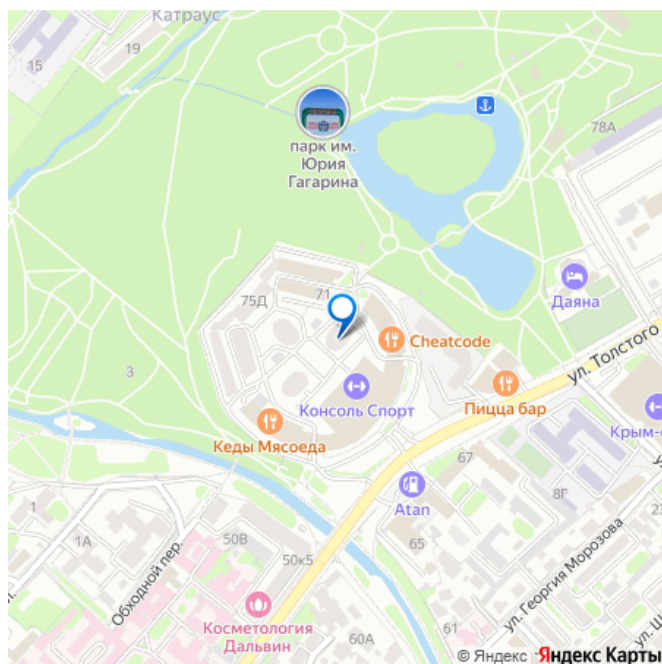 Катраус
19
15
парк им.
Юрия
Гагарина
78А
75Д
71
Даяна
Cheatcode
ул. Толстого
3
Консоль Спорт
Пицца бар
Кеды Мясоеда
67
Atan
8Г
1
1А
50В
65
50к5
Обходной пер.
ул. Георгия Морозова
Косметология
Дальвин
60А
61
© Яндекс
Яндекс Карты